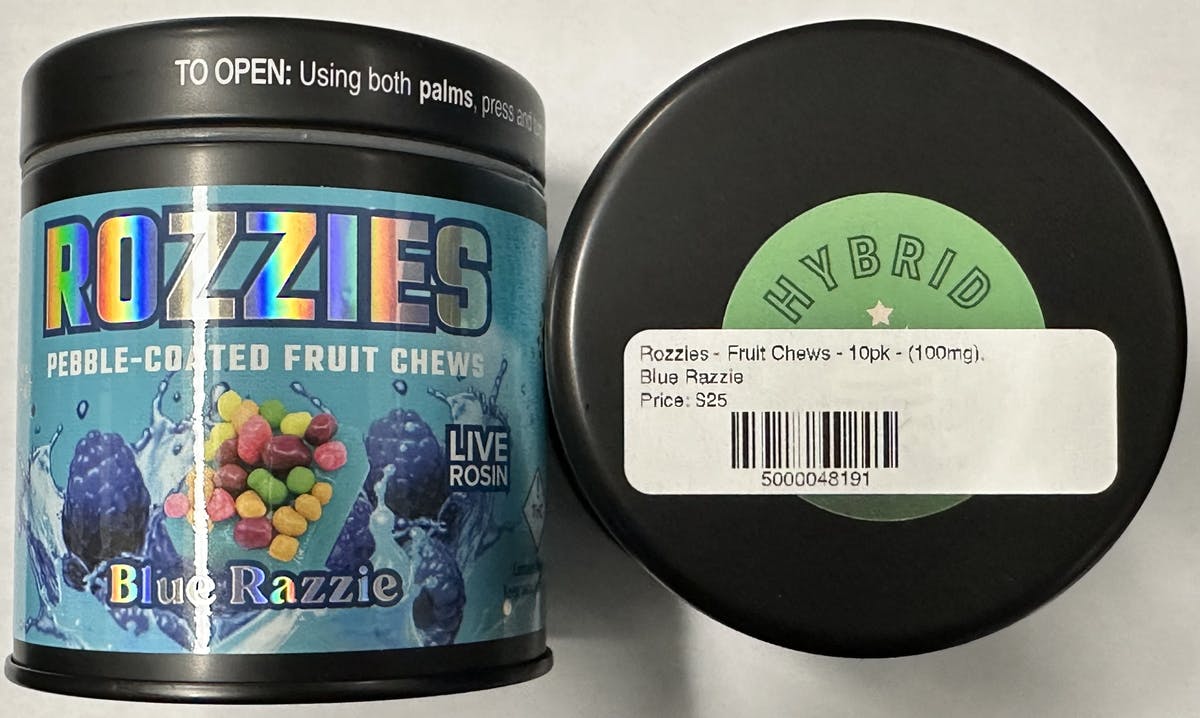 TO OPEN: Using both palms, press and
ROZZIES
PEBBLE-COATED FRUIT CHEWS
LIVE
ROSIN
Blue Razzie
HYBRID
Rozzies - Fruit Chews - 10pk - (100mg).
Blue Razzie
Price: $25
5000048191